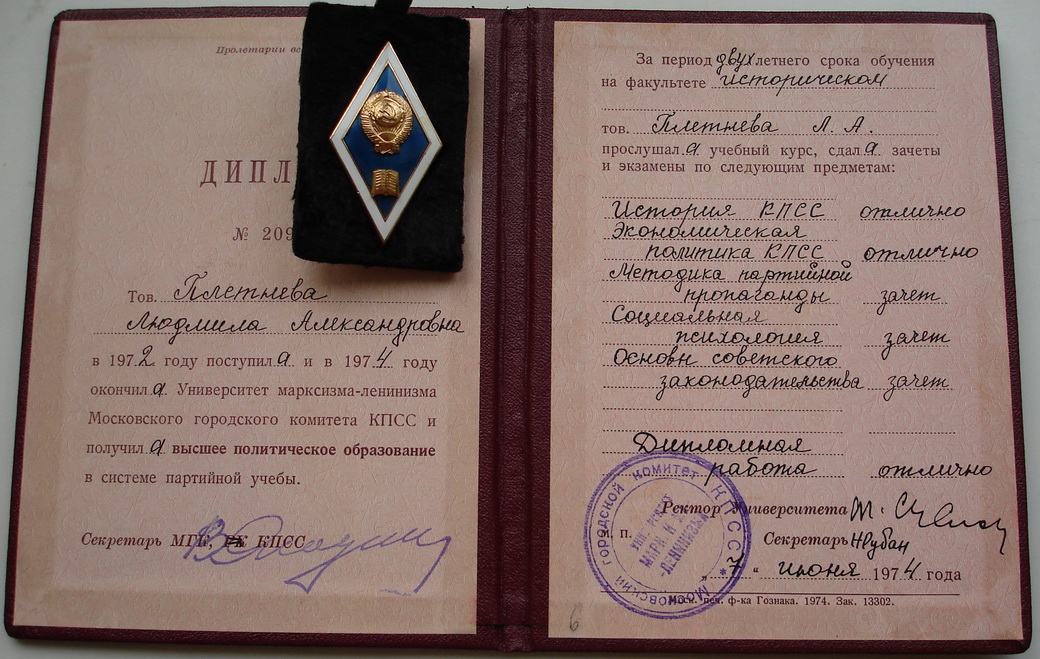 Пролетарии
ДИПЛ
№ 209
Тов. Плетнева
Людмила Александровна
в 1972 году поступила и в 1974 году
окончила Университет марксизма-ленинизма
Московского городского комитета КПСС и
получила высшее политическое образование
в системе партийной учебы.
Секретарь МГК, КПСС
За период двухлетнего срока обучения
на факультете историческом
тов. Плетнева Л. А.
прослушала учебный курс, сдала зачеты
и экзамены по следующим предметам:
История КПСС отлично
Экономическая
политика КПСС отлично
Методика партийной
пропаганды зачет
Социальная
психология зачет
Основы советского
законодательства зачет
Дипломная
работа отлично
Ректор Университета
М. П.
Секретарь
„7“ июня 1974 года
Моск. печ. ф-ка Гознака. 1974. Зак. 13302.
МОСКОВСКИЙ ГОРОДСКОЙ КОМИТЕТ КПСС
6